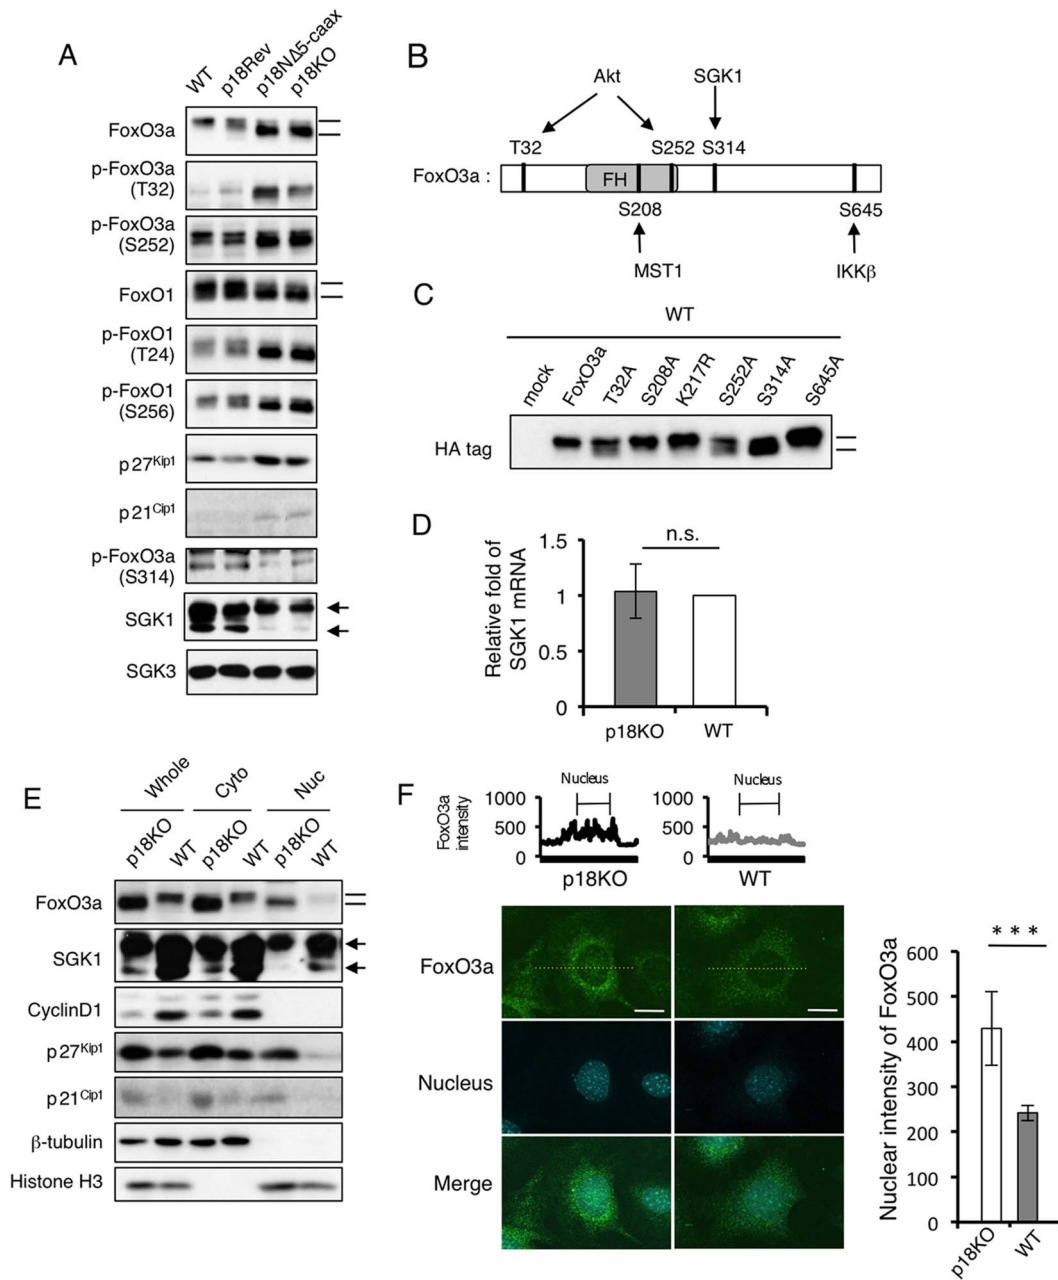 A
WT
p18Rev
p18NΔ5-caax
p18KO
FoxO3a
p-FoxO3a
(T32)
p-FoxO3a
(S252)
FoxO1
p-FoxO1
(T24)
p-FoxO1
(S256)
p27Kip1
p21Cip1
p-FoxO3a
(S314)
SGK1
SGK3
B
Akt
SGK1
T32
S252
S314
FoxO3a :
FH
S208
S645
MST1
IKKβ
C
WT
mock
FoxO3a
T32A
S208A
K217R
S252A
S314A
S645A
HA tag
D
Relative fold of
SGK1 mRNA
1.5
1
0.5
0
n.s.
p18KO
WT
E
Whole
Cyto
Nuc
p18KO
WT
p18KO
WT
p18KO
WT
FoxO3a
SGK1
CyclinD1
p27Kip1
p21Cip1
β-tubulin
Histone H3
F
FoxO3a
intensity
1000
500
0
Nucleus
p18KO
1000
500
0
Nucleus
WT
FoxO3a
Nucleus
Merge
Nuclear intensity of FoxO3a
600
500
400
300
200
100
0
* * *
p18KO
WT